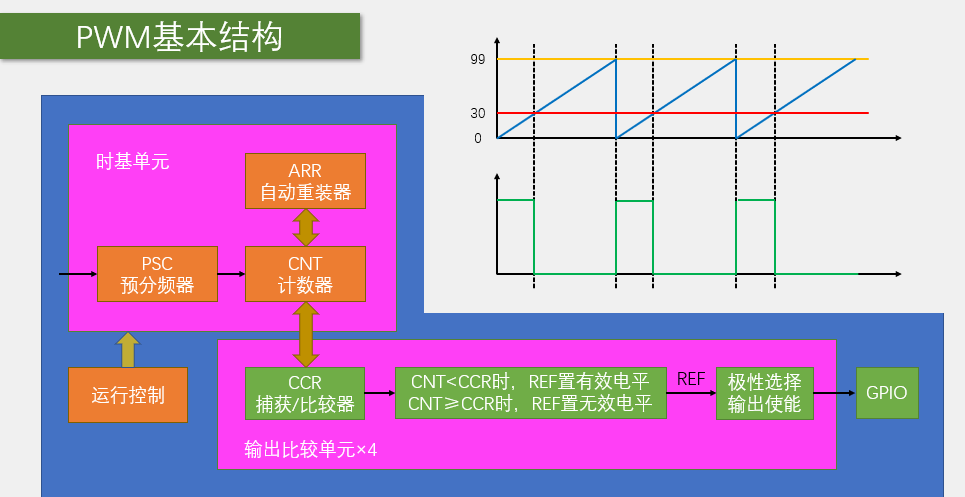 PWM基本结构
99
30
0
时基单元
ARR
自动重装器
PSC
预分频器
CNT
计数器
运行控制
CCR
捕获/比较器
CNT<CCR时，REF置有效电平
CNT≥CCR时，REF置无效电平
REF
极性选择
输出使能
GPIO
输出比较单元×4